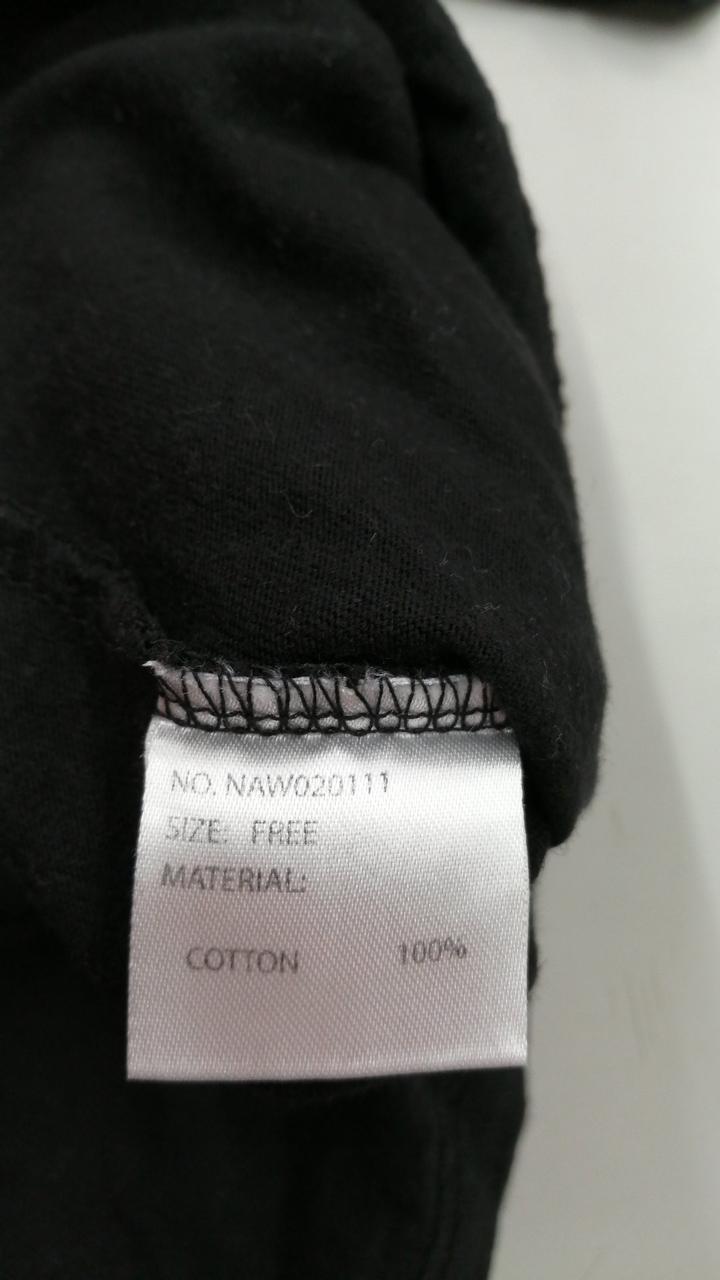 NO. NAW020111
SIZE: FREE
MATERIAL:
COTTON 100%